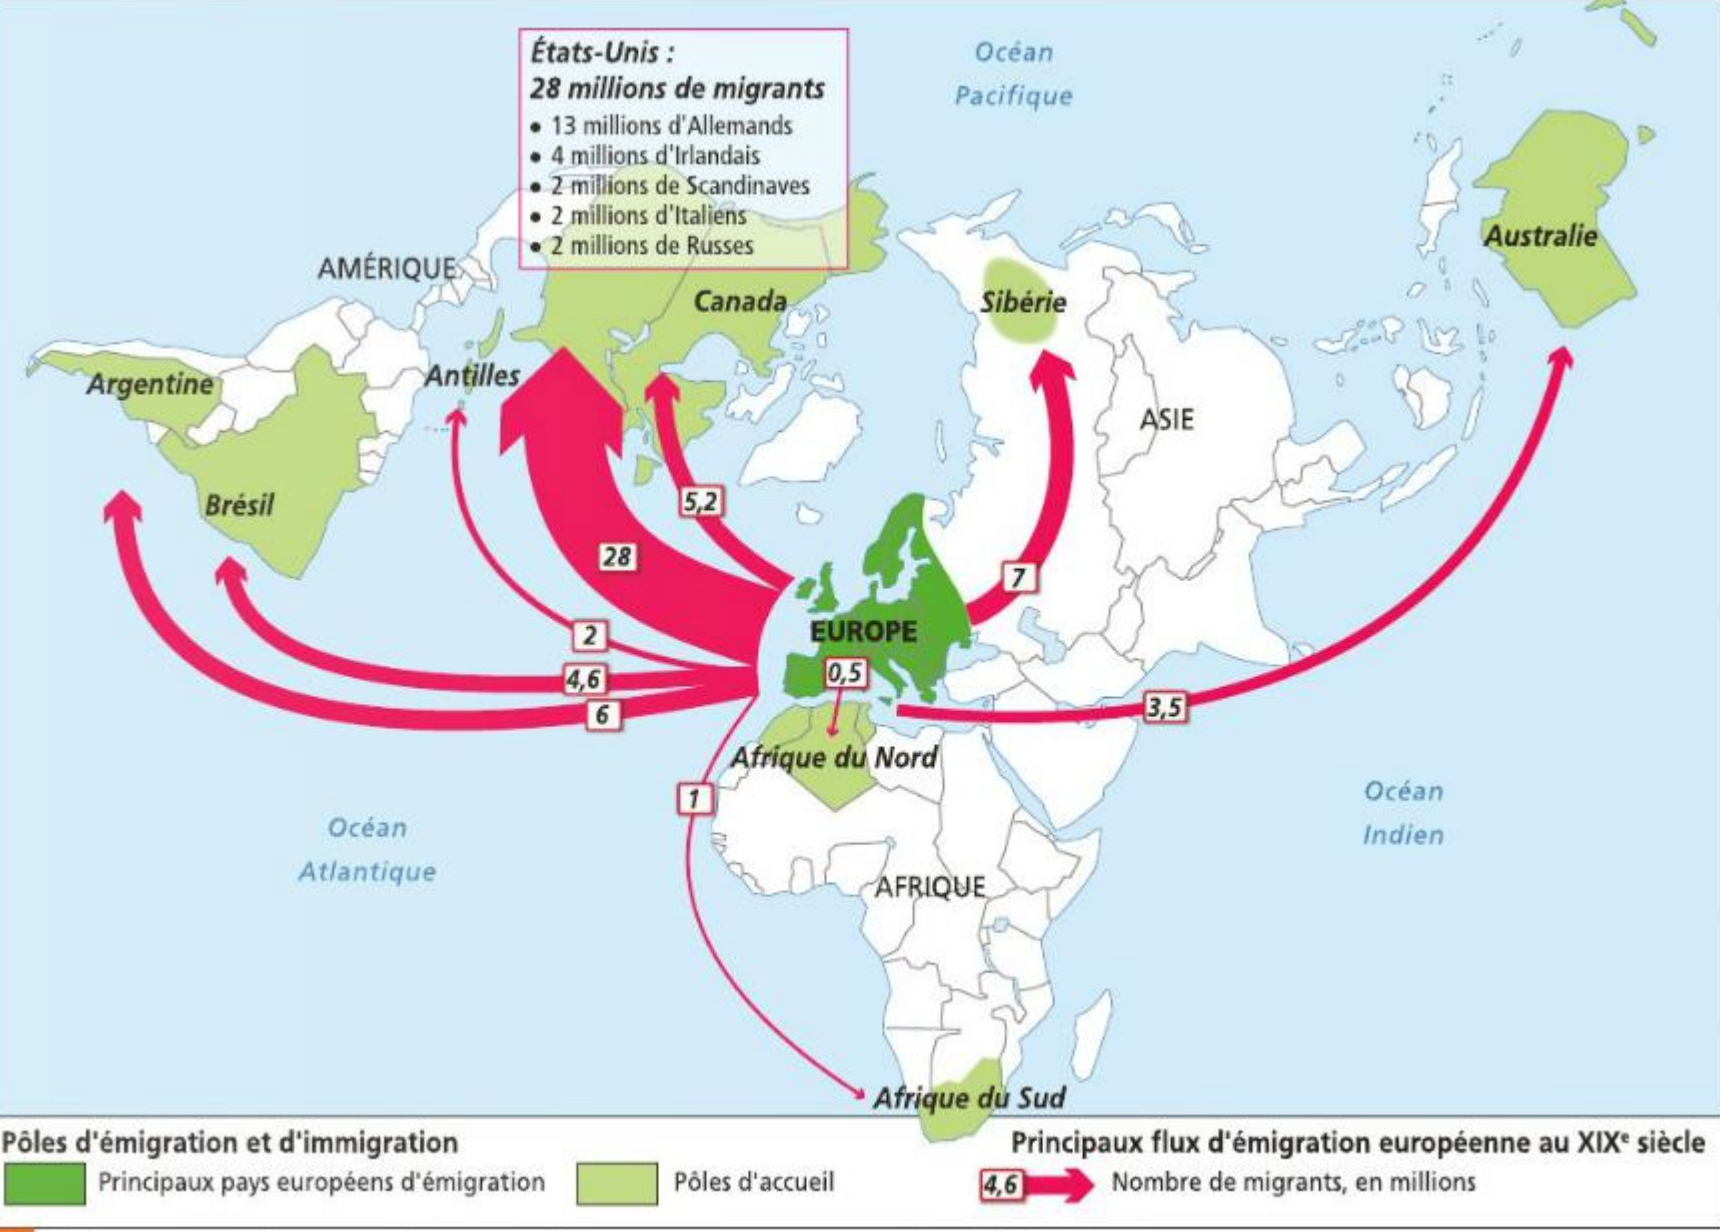 États-Unis :
28 millions de migrants
• 13 millions d'Allemands
• 4 millions d'Irlandais
• 2 millions de Scandinaves
• 2 millions d'Italiens
• 2 millions de Russes
Océan
Pacifique
AMÉRIQUE
Canada
Sibérie
Australie
Argentine
Antilles
ASIE
Brésil
5,2
28
7
EUROPE
2
0,5
4,6
6
3,5
Afrique du Nord
1
Océan
Atlantique
Océan
Indien
AFRIQUE
Afrique du Sud
Pôles d'émigration et d'immigration
Principaux pays européens d'émigration
Pôles d'accueil
Principaux flux d'émigration européenne au XIXe siècle
4,6
Nombre de migrants, en millions